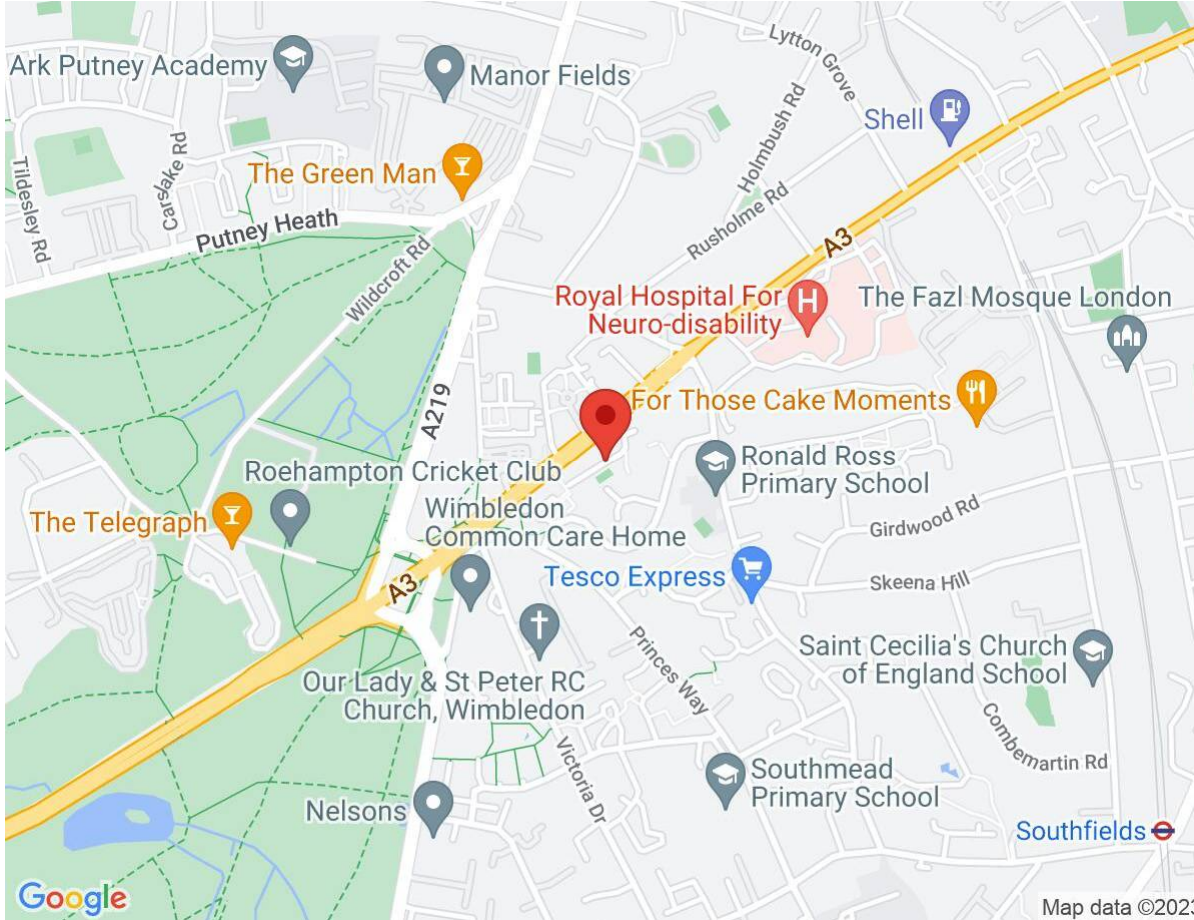 Lytton Grove
Ark Putney Academy
Manor Fields
Holmbush Rd
Shell
Tildesley Rd
Carslake Rd
The Green Man
Putney Heath
Rusholme Rd
A3
Wildcroft Rd
Royal Hospital For
Neuro-disability
The Fazl Mosque London
A219
For Those Cake Moments
Roehampton Cricket Club
Ronald Ross
Primary School
The Telegraph
Wimbledon
Common Care Home
Girdwood Rd
Tesco Express
Skeena Hill
A3
Princes Way
Saint Cecilia's Church
of England School
Our Lady & St Peter RC
Church, Wimbledon
Combemartin Rd
Victoria Dr
Southmead
Primary School
Nelsons
Southfields
Google
Map data ©2023